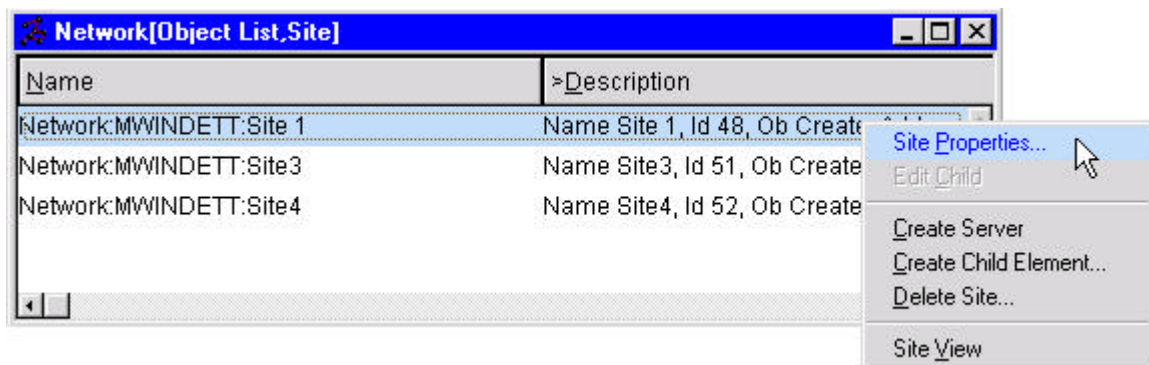 Network[Object List,Site]
Name >Description
Network:MWINDETT:Site 1 Name Site 1, Id 48, Ob Create
Network:MWINDETT:Site3 Name Site3, Id 51, Ob Create
Network:MWINDETT:Site4 Name Site4, Id 52, Ob Create
Site Properties...
Edit Child
Create Server
Create Child Element...
Delete Site...
Site View